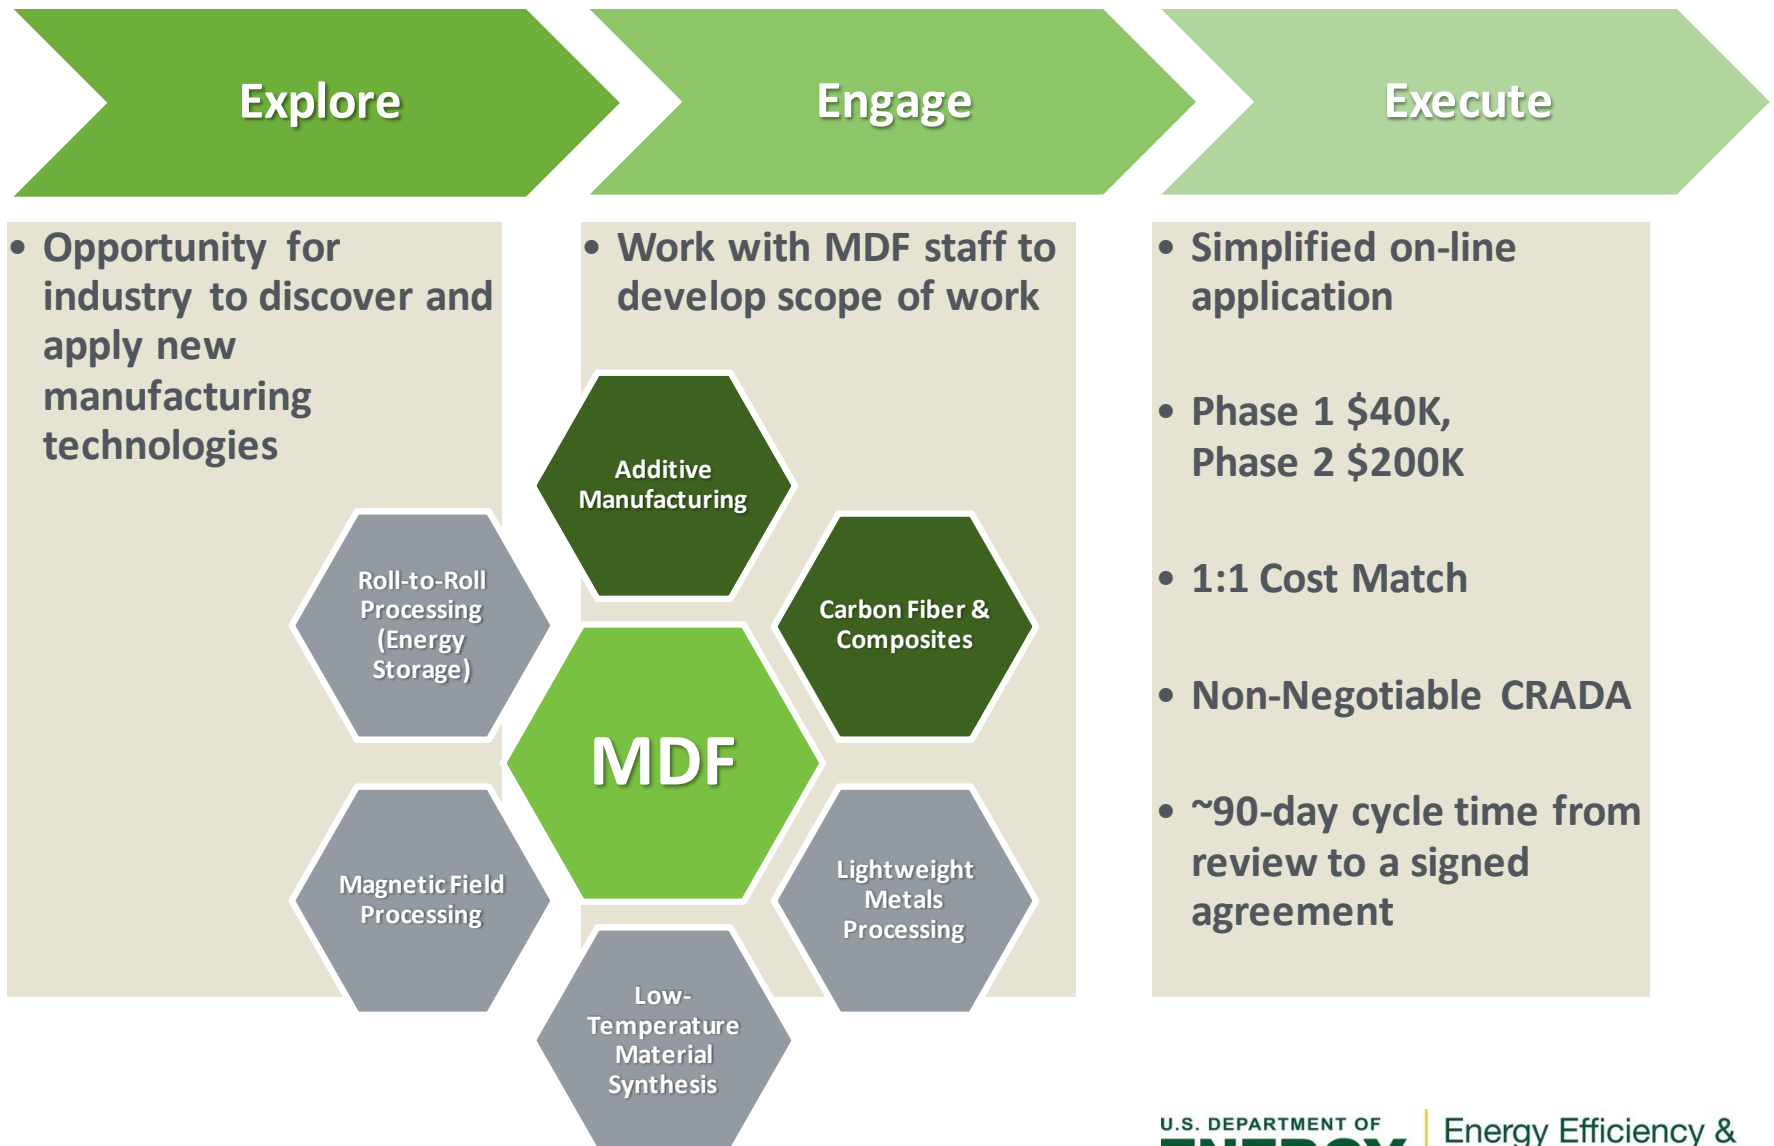 Explore
Engage
Execute
• Opportunity for
industry to discover and
apply new
manufacturing
technologies
• Work with MDF staff to
develop scope of work
Additive
Manufacturing
Roll-to-Roll
Processing
(Energy
Storage)
Carbon Fiber &
Composites
MDF
Magnetic Field
Processing
Lightweight
Metals
Processing
Low-
Temperature
Material
Synthesis
• Simplified on-line
application
• Phase 1 $40K,
Phase 2 $200K
• 1:1 Cost Match
• Non-Negotiable CRADA
• ~90-day cycle time from
review to a signed
agreement
U.S. DEPARTMENT OF
ENERGY
Energy Efficiency &